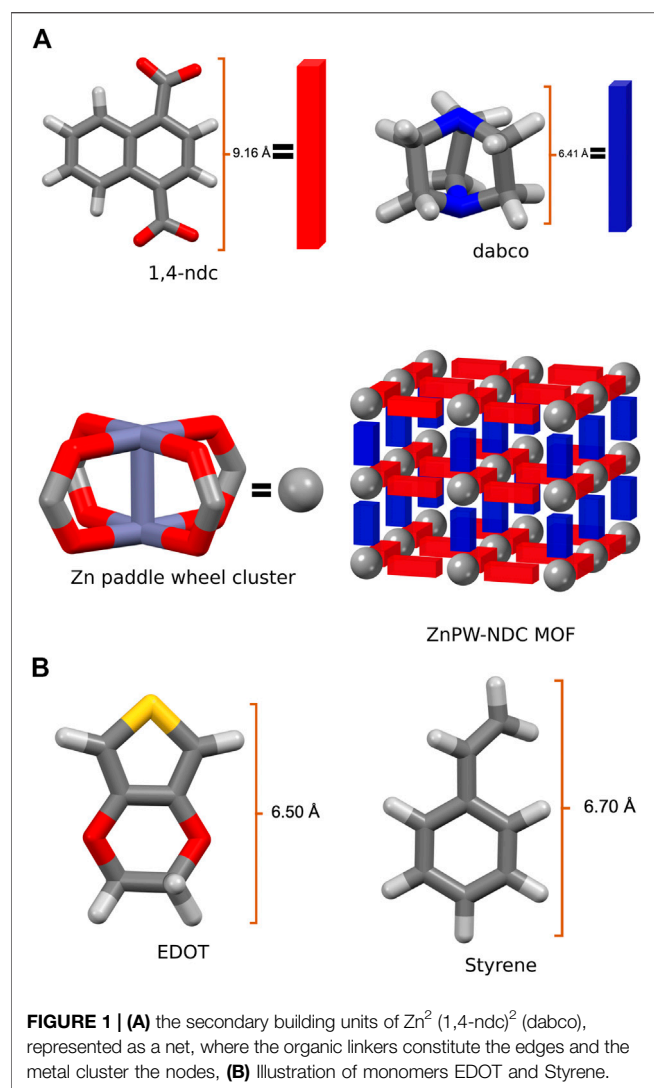 A
9.16 Å
=
1,4-ndc
6.41 Å
=
dabco
=
Zn paddle wheel cluster
ZnPW-NDC MOF
B
6.50 Å
EDOT
6.70 Å
Styrene
FIGURE 1 | (A) the secondary building units of Zn² (1,4-ndc)² (dabco),
represented as a net, where the organic linkers constitute the edges and the
metal cluster the nodes, (B) Illustration of monomers EDOT and Styrene.